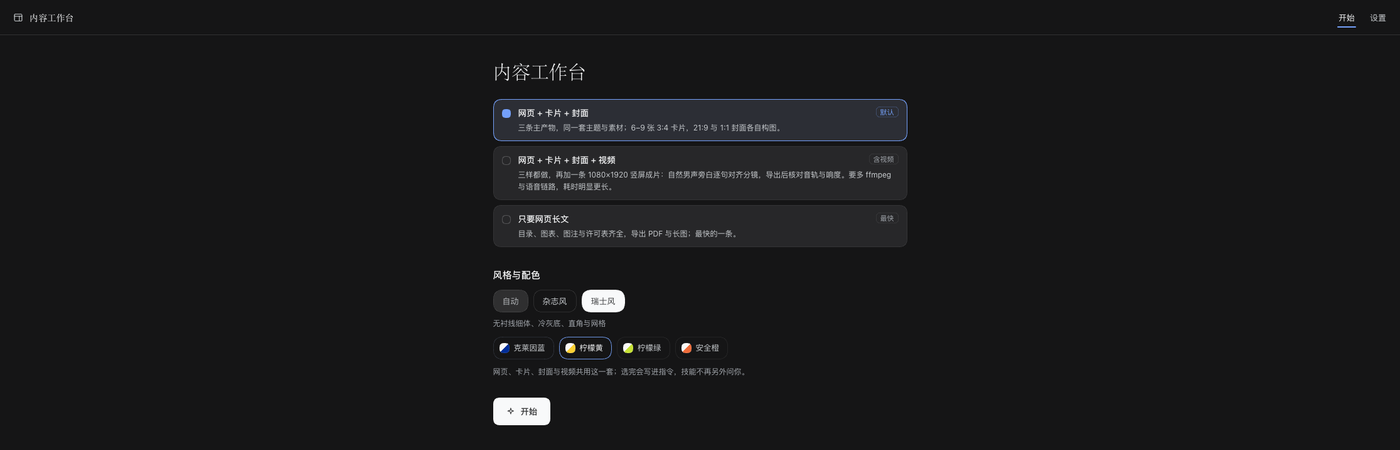 内容工作台
开始
设置
内容工作台
网页 + 卡片 + 封面
默认
三条主产物，同一套主题与素材；6–9 张 3:4 卡片，21:9 与 1:1 封面各自构图。
网页 + 卡片 + 封面 + 视频
含视频
三样都做，再加一条 1080×1920 竖屏成片：自然男声旁白逐句对齐分镜，导出后核对音轨与响度。要多 ffmpeg
与语音链路，耗时明显更长。
只要网页长文
最快
目录、图表、图注与许可表齐全，导出 PDF 与长图；最快的一条。
风格与配色
自动
杂志风
瑞士风
无衬线细体、冷灰底、直角与网格
克莱因蓝
柠檬黄
柠檬绿
安全橙
网页、卡片、封面与视频共用这一套；选完会写进指令，技能不再另外问你。
开始